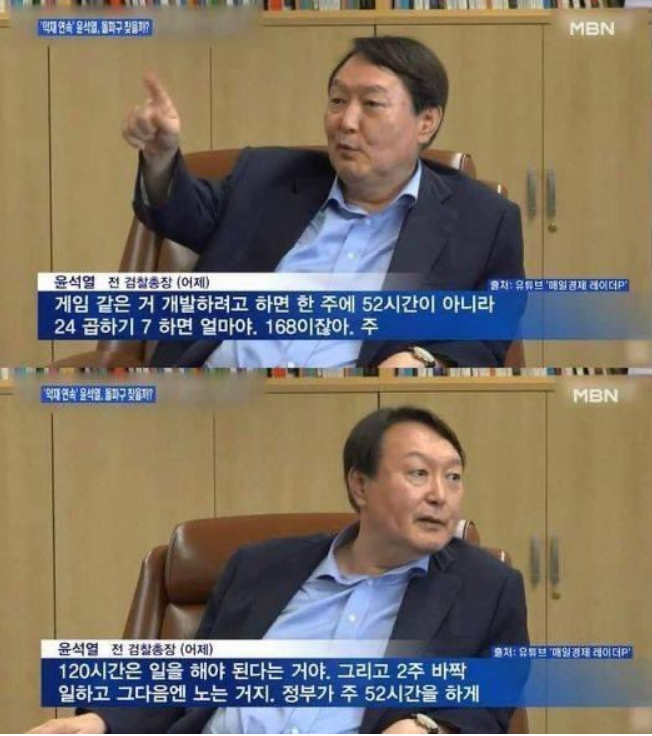 '악재 연속' 윤석열, 돌파구 찾을까?
MBN
윤석열 전 검찰총장 (어제)
출처: 유튜브 '매일경제 레이더P'
게임 같은 거 개발하려고 하면 한 주에 52시간이 아니라
24 곱하기 7 하면 얼마야. 168이잖아. 주
'악재 연속' 윤석열, 돌파구 찾을까?
MBN
윤석열 전 검찰총장 (어제)
출처: 유튜브 '매일경제 레이더P'
120시간은 일을 해야 된다는 거야. 그리고 2주 바짝
일하고 그다음엔 노는 거지. 정부가 주 52시간을 하게